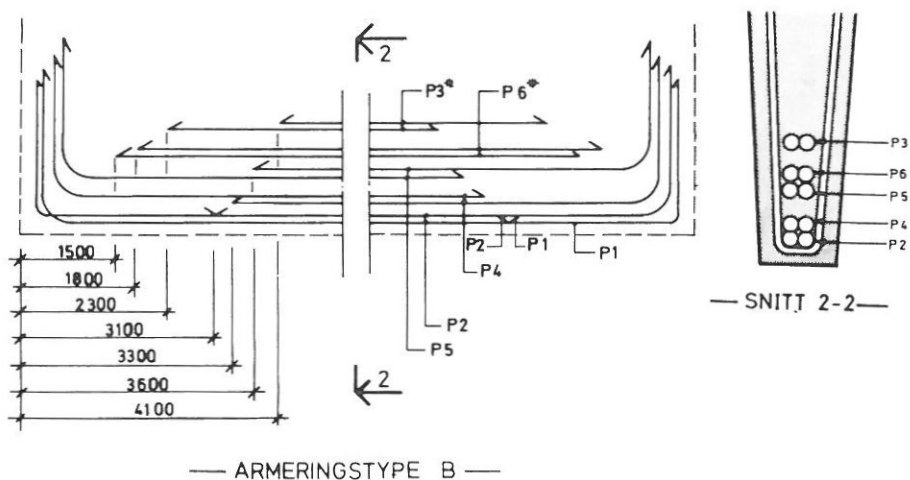 2
P3*
P6*
P3
P6
P5
P4
P2
P2
P1
P1
P4
P2
P5
1500
1800
2300
3100
3300
3600
4100
2
SNITT 2-2
ARMERINGSTYPE B